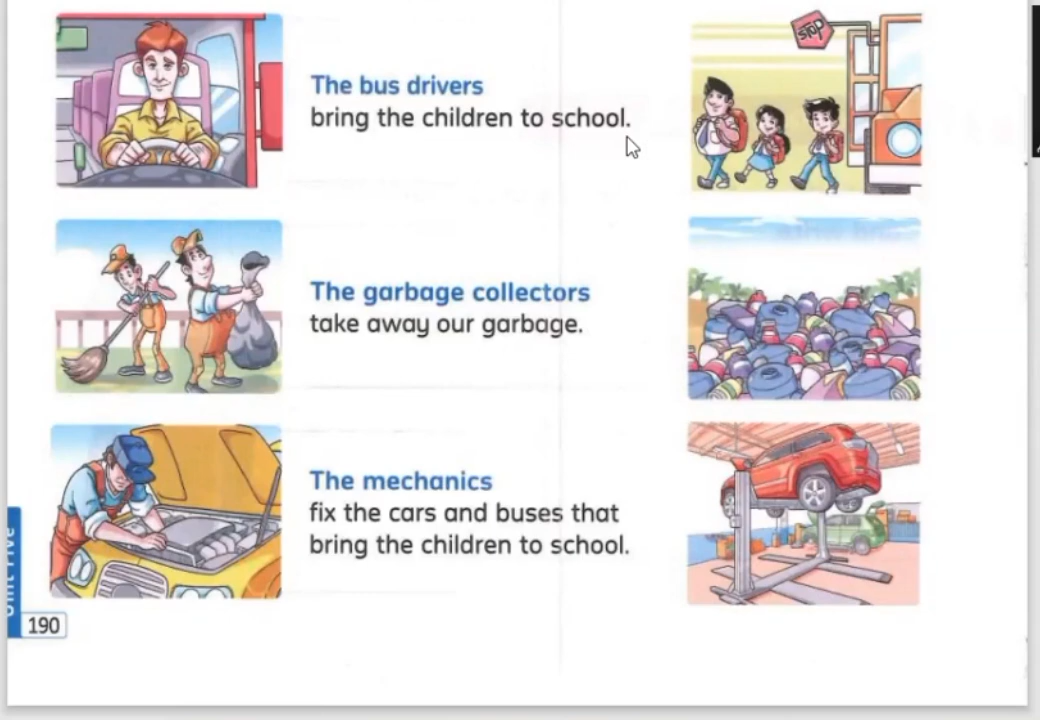 STOP
The bus drivers
bring the children to school.
The garbage collectors
take away our garbage.
The mechanics
fix the cars and buses that
bring the children to school.
Unit Five
190